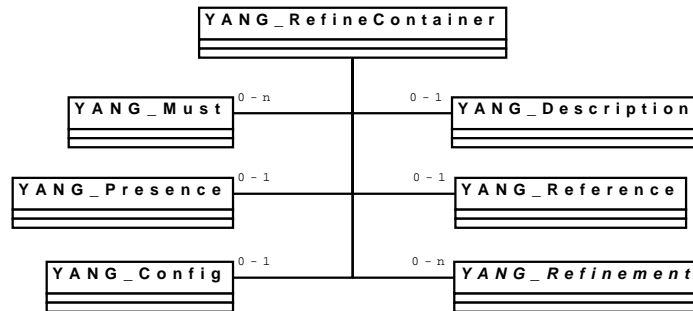 YANG_RefineContainer
0-n 0-1
YANG_Must YANG_Description
0-1 0-1
YANG_Presence YANG_Reference
0-1 0-n
YANG_Config YANG_Refinement